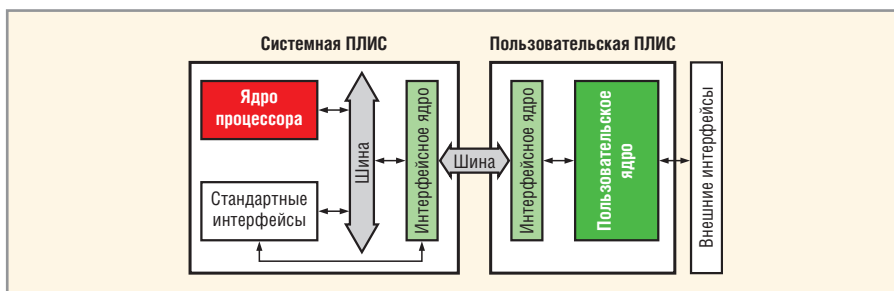 Системная ПЛИС
Пользовательская ПЛИС
Ядро
процессора
Стандартные
интерфейсы
Шина
Интерфейсное ядро
Шина
Интерфейсное ядро
Пользовательское
ядро
Внешние интерфейсы